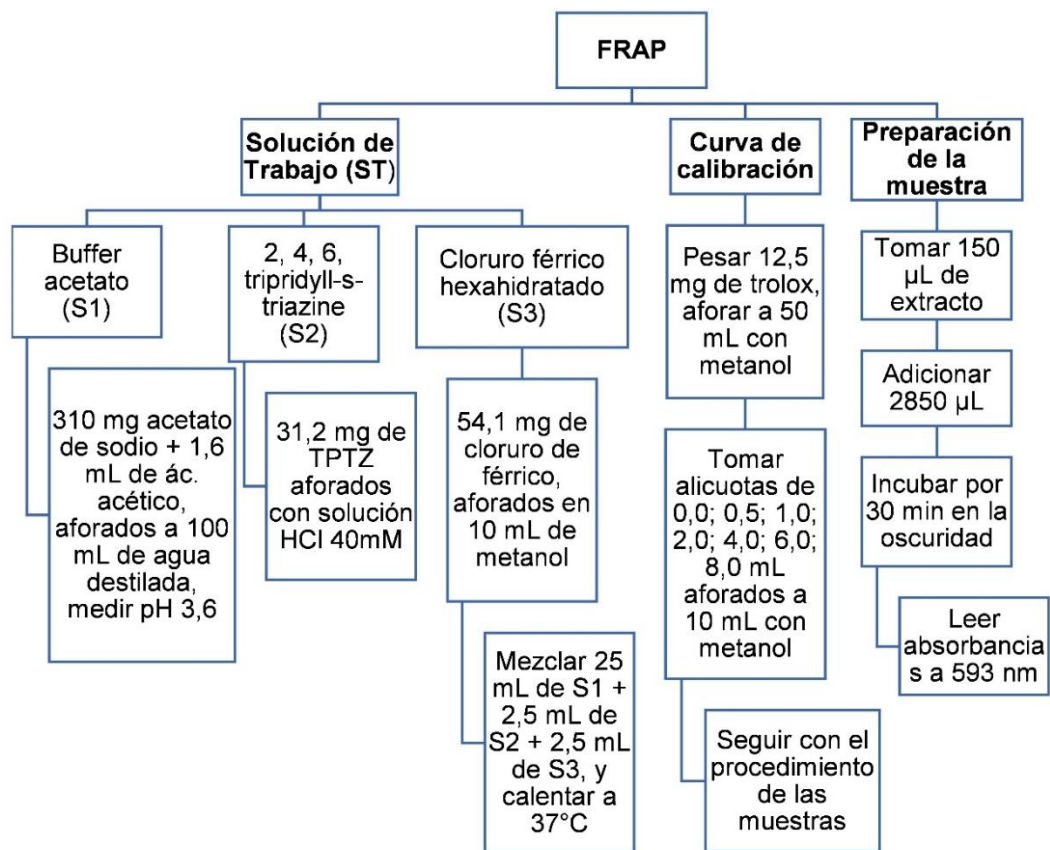 FRAP
Solución de
Trabajo (ST)
Buffer
acetato
(S1)
310 mg acetato
de sodio + 1,6
mL de ác.
acético,
aforados a 100
mL de agua
destilada,
medir pH 3,6
2, 4, 6,
tripridyll-s-
triazine
(S2)
31,2 mg de
TPTZ
aforados
con solución
HCl 40mM
Cloruro férrico
hexahidratado
(S3)
54,1 mg de
cloruro de
férrico,
aforados en
10 mL de
metanol
Mezclar 25
mL de S1 +
2,5 mL de
S2 + 2,5 mL
de S3, y
calentar a
37°C
Curva de
calibración
Pesar 12,5
mg de trolox,
aforar a 50
mL con
metanol
Tomar
alicuotas de
0,0; 0,5; 1,0;
2,0; 4,0; 6,0;
8,0 mL
aforados a
10 mL con
metanol
Seguir con el
procedimiento
de las
muestras
Preparación
de la
muestra
Tomar 150
µL de
extracto
Adicionar
2850 µL
Incubar por
30 min en la
oscuridad
Leer
absorbancia
s a 593 nm